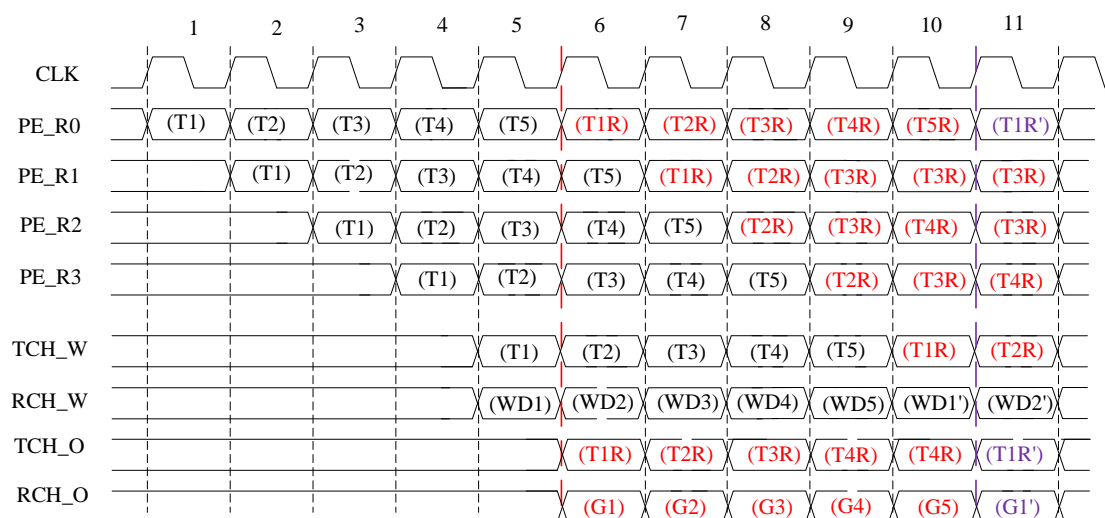 1 2 3 4 5 6 7 8 9 10 11
CLK
PE_R0 (T1) (T2) (T3) (T4) (T5) (T1R) (T2R) (T3R) (T4R) (T5R) (T1R')
PE_R1 (T1) (T2) (T3) (T4) (T5) (T1R) (T2R) (T3R) (T3R) (T3R)
PE_R2 (T1) (T2) (T3) (T4) (T5) (T2R) (T3R) (T4R) (T3R)
PE_R3 (T1) (T2) (T3) (T4) (T5) (T2R) (T3R) (T4R)
TCH_W (T1) (T2) (T3) (T4) (T5) (T1R) (T2R)
RCH_W (WD1) (WD2) (WD3) (WD4) (WD5) (WD1') (WD2')
TCH_O (T1R) (T2R) (T3R) (T4R) (T4R) (T1R')
RCH_O (G1) (G2) (G3) (G4) (G5) (G1')